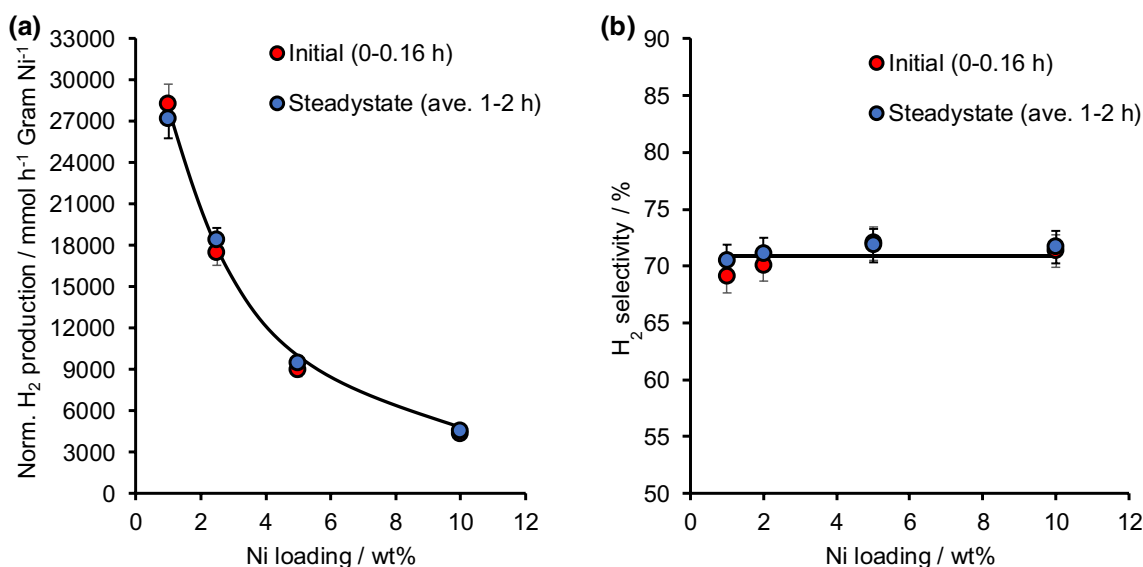 (a)
33000
30000
27000
24000
21000
18000
15000
12000
9000
6000
3000
0
Norm. H₂ production / mmol h⁻¹ Gram Ni⁻¹
Initial (0-0.16 h)
Steadystate (ave. 1-2 h)
0 2 4 6 8 10 12
Ni loading / wt%
(b)
90
85
80
75
70
65
60
55
50
H₂ selectivity / %
Initial (0-0.16 h)
Steadystate (ave. 1-2 h)
0 2 4 6 8 10 12
Ni loading / wt%